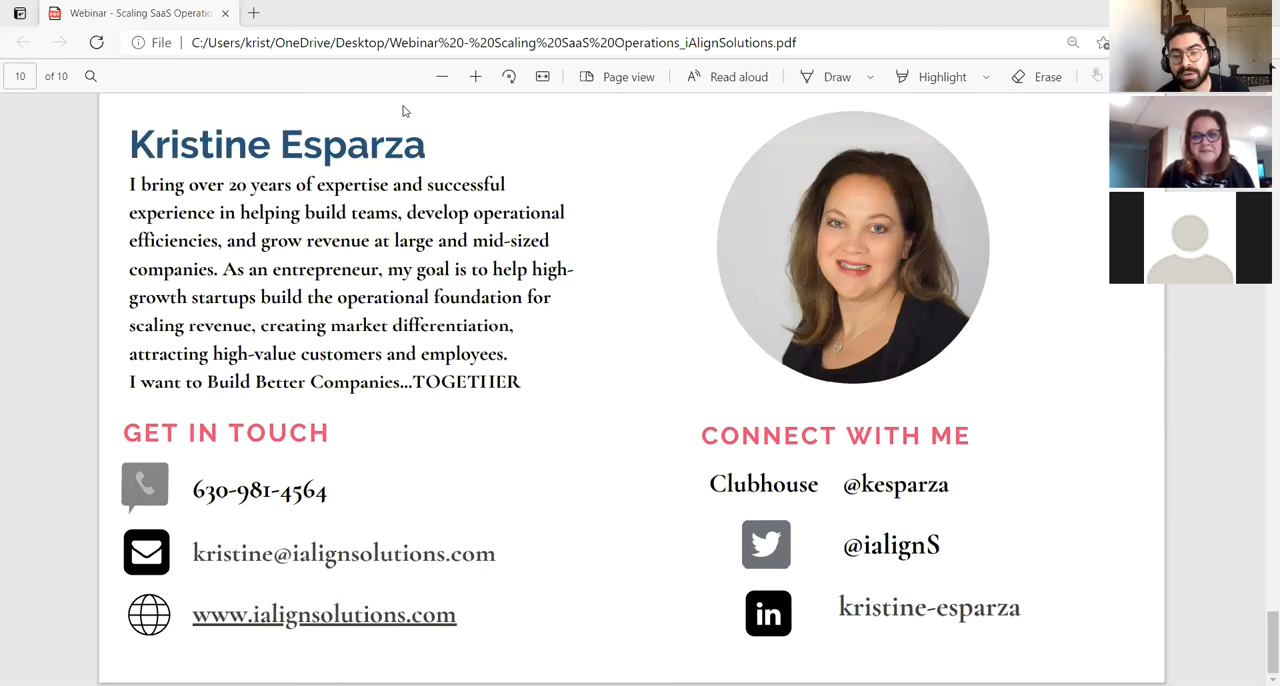 Webinar - Scaling SaaS Operatio
File
C:/Users/krist/OneDrive/Desktop/Webinar%20-%20Scaling%20SaaS%20Operations_iAlignSolutions.pdf
10 of 10
Page view
Read aloud
Draw
Highlight
Erase
Kristine Esparza
I bring over 20 years of expertise and successful
experience in helping build teams, develop operational
efficiencies, and grow revenue at large and mid-sized
companies. As an entrepreneur, my goal is to help high-
growth startups build the operational foundation for
scaling revenue, creating market differentiation,
attracting high-value customers and employees.
I want to Build Better Companies...TOGETHER
GET IN TOUCH
630-981-4564
kristine@ialignsolutions.com
www.ialignsolutions.com
CONNECT WITH ME
Clubhouse @kesparza
@ialignS
in kristine-esparza